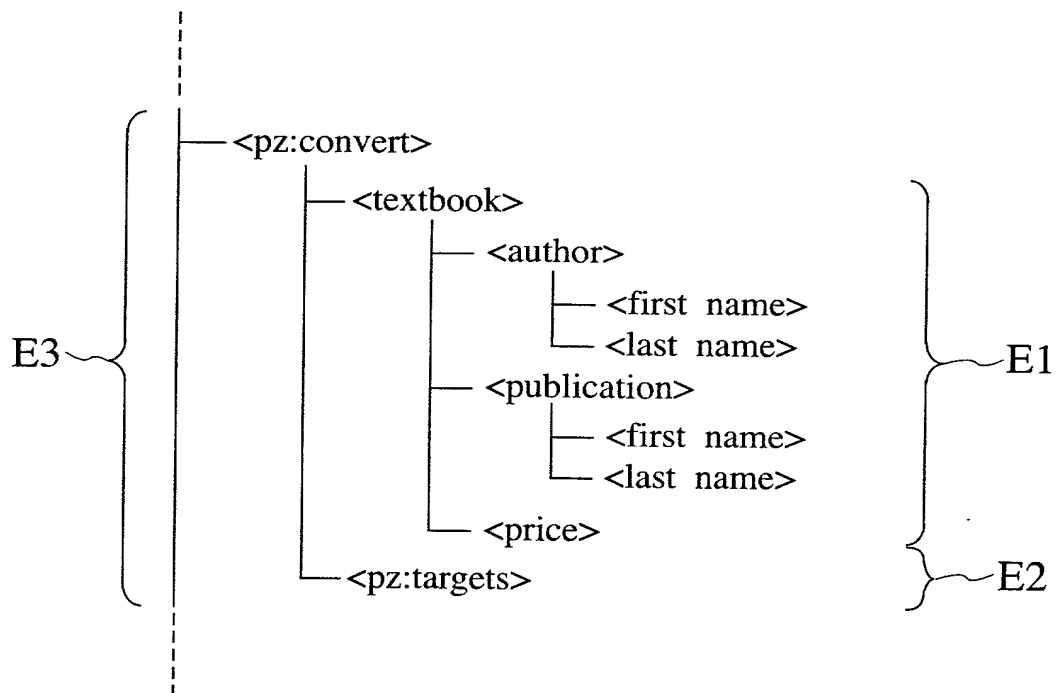 <pz:convert>
<textbook>
<author>
<first name>
E3
<last name>
E1
<publication>
<first name>
<last name>
<price>
<pz:targets>
E2